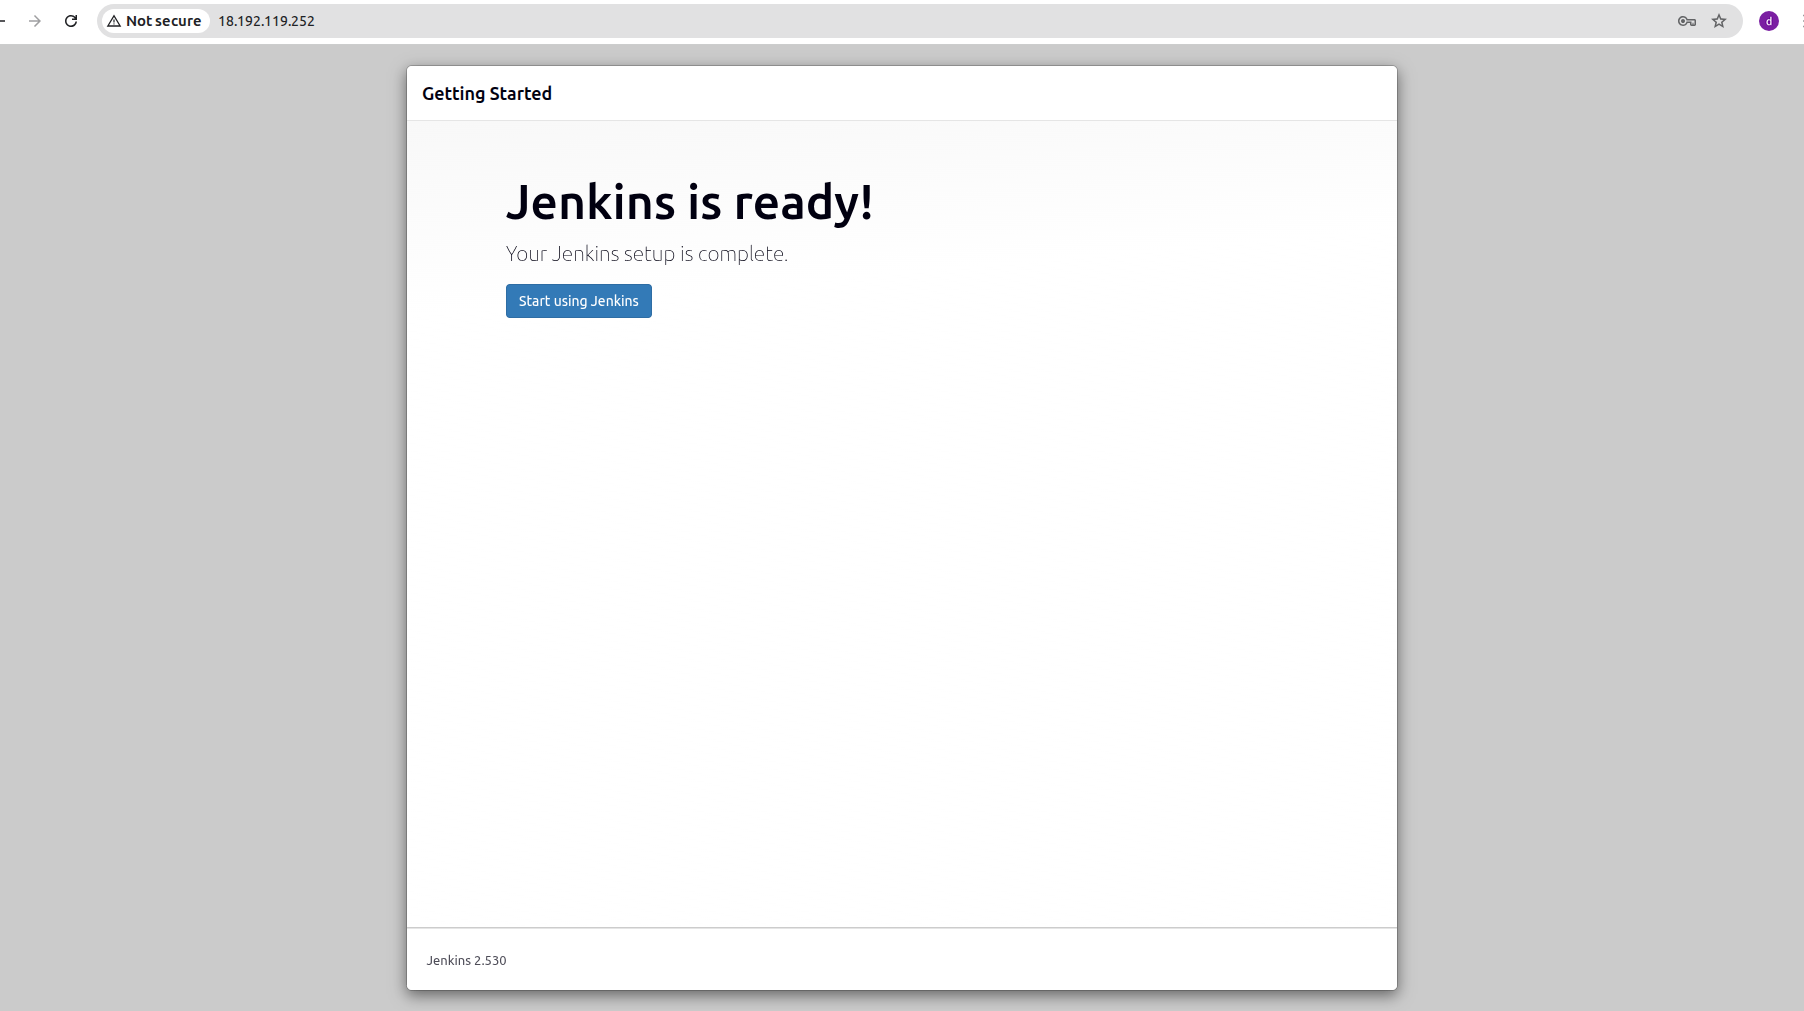 Not secure 18.192.119.252
d
Getting Started
Jenkins is ready!
Your Jenkins setup is complete.
Start using Jenkins
Jenkins 2.530